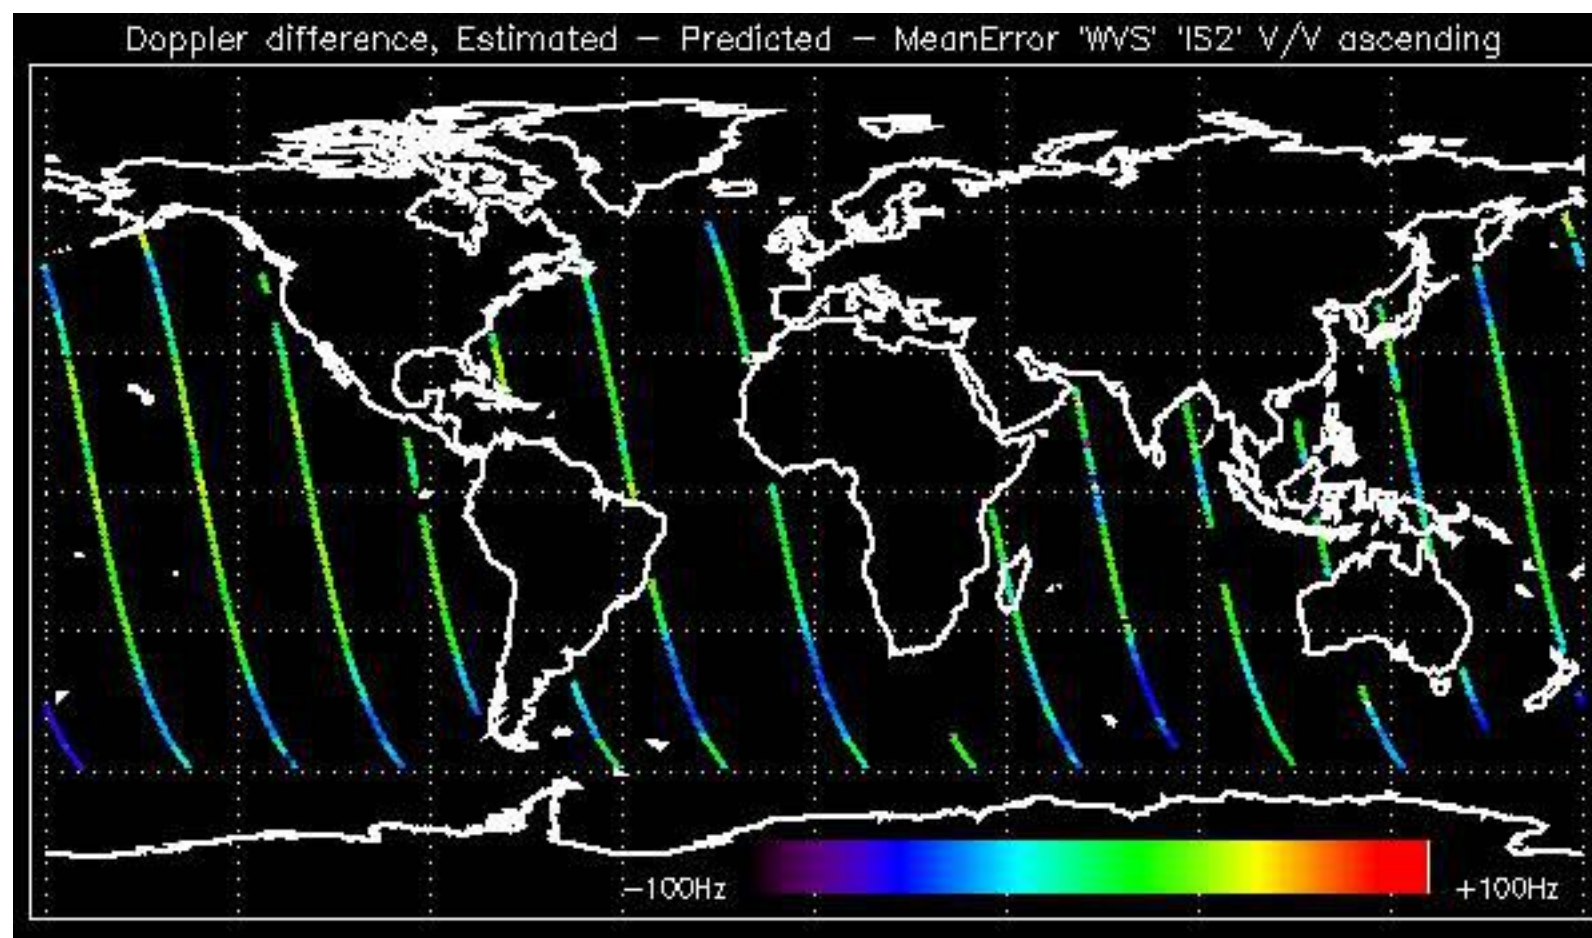 Doppler difference, Estimated – Predicted – MeanError 'WVS' 'IS2' V/V ascending
−100Hz
+100Hz